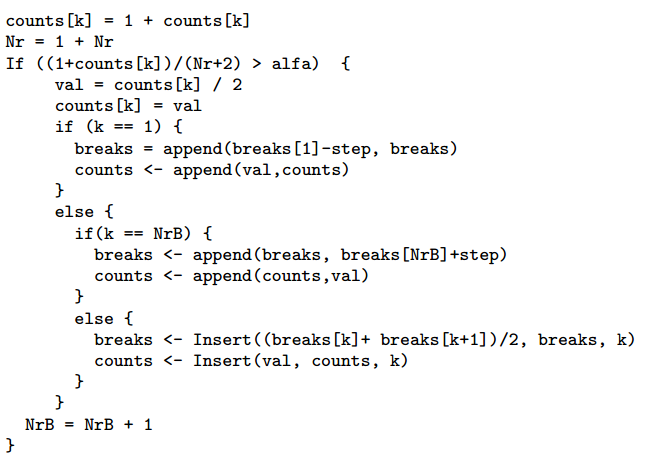 counts[k] = 1 + counts[k]
Nr = 1 + Nr
If ((1+counts[k])/(Nr+2) > alfa)  {
     val = counts[k] / 2
     counts[k] = val
     if (k == 1) {
       breaks = append(breaks[1]-step, breaks)
       counts <- append(val,counts)
     }
     else {
       if(k == NrB) {
         breaks <- append(breaks, breaks[NrB]+step)
         counts <- append(counts,val)
       }
       else {
         breaks <- Insert((breaks[k]+ breaks[k+1])/2, breaks, k)
         counts <- Insert(val, counts, k)
       }
     }
  NrB = NrB + 1
}